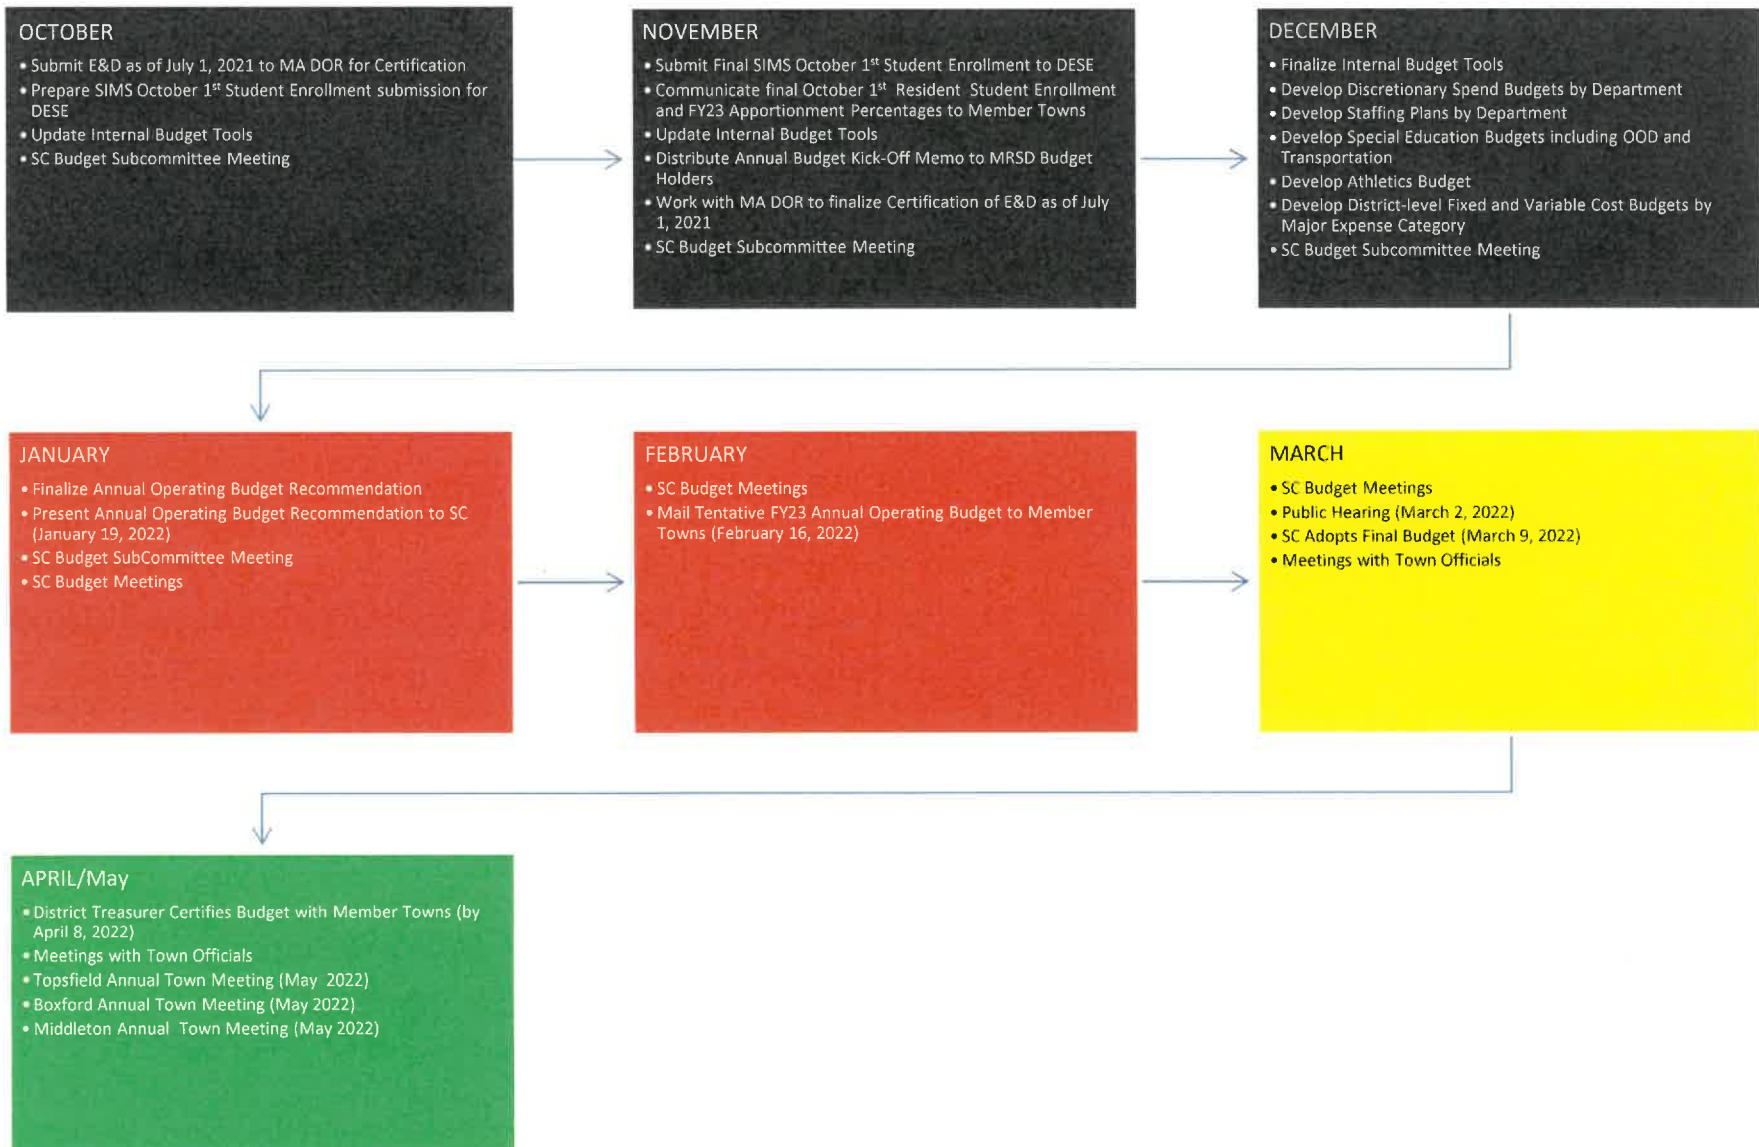 OCTOBER
• Submit E&D as of July 1, 2021 to MA DOR for Certification
• Prepare SIMS October 1st Student Enrollment submission for
DESE
• Update Internal Budget Tools
• SC Budget Subcommittee Meeting
NOVEMBER
• Submit Final SIMS October 1st Student Enrollment to DESE
• Communicate final October 1st Resident Student Enrollment
and FY23 Apportionment Percentages to Member Towns
• Update Internal Budget Tools
• Distribute Annual Budget Kick-Off Memo to MRSD Budget
Holders
• Work with MA DOR to finalize Certification of E&D as of July
1, 2021
• SC Budget Subcommittee Meeting
DECEMBER
• Finalize Internal Budget Tools
• Develop Discretionary Spend Budgets by Department
• Develop Staffing Plans by Department
• Develop Special Education Budgets including OOD and
Transportation
• Develop Athletics Budget
• Develop District-level Fixed and Variable Cost Budgets by
Major Expense Category
• SC Budget Subcommittee Meeting
JANUARY
• Finalize Annual Operating Budget Recommendation
• Present Annual Operating Budget Recommendation to SC
(January 19, 2022)
• SC Budget SubCommittee Meeting
• SC Budget Meetings
FEBRUARY
• SC Budget Meetings
• Mail Tentative FY23 Annual Operating Budget to Member
Towns (February 16, 2022)
MARCH
• SC Budget Meetings
• Public Hearing (March 2, 2022)
• SC Adopts Final Budget (March 9, 2022)
• Meetings with Town Officials
APRIL/May
• District Treasurer Certifies Budget with Member Towns (by
April 8, 2022)
• Meetings with Town Officials
• Topsfield Annual Town Meeting (May 2022)
• Boxford Annual Town Meeting (May 2022)
• Middleton Annual Town Meeting (May 2022)